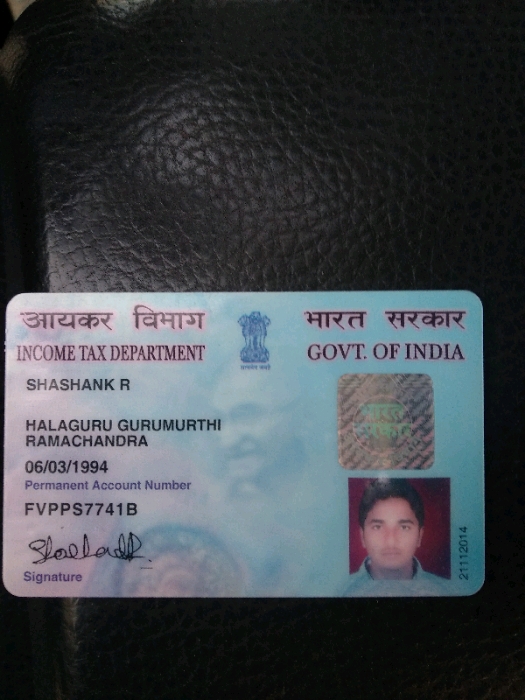 आयकर विभाग
भारत सरकार
INCOME TAX DEPARTMENT
GOVT. OF INDIA
SHASHANK R
HALAGURU GURUMURTHI
RAMACHANDRA
06/03/1994
Permanent Account Number
FVPPS7741B
Signature
21112014